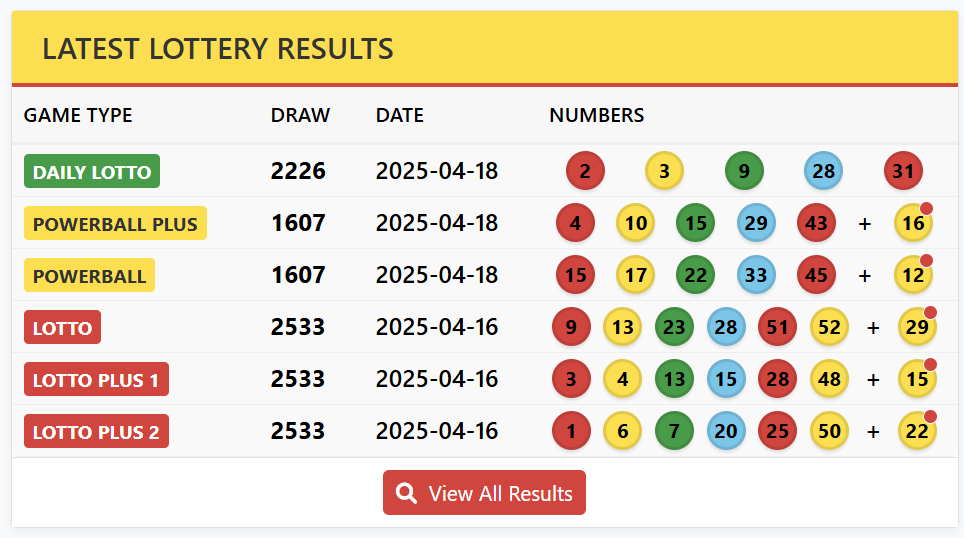 LATEST LOTTERY RESULTS
GAME TYPE DRAW DATE NUMBERS
DAILY LOTTO 2226 2025-04-18 2 3 9 28 31
POWERBALL PLUS 1607 2025-04-18 4 10 15 29 43 + 16
POWERBALL 1607 2025-04-18 15 17 22 33 45 + 12
LOTTO 2533 2025-04-16 9 13 23 28 51 52 + 29
LOTTO PLUS 1 2533 2025-04-16 3 4 13 15 28 48 + 15
LOTTO PLUS 2 2533 2025-04-16 1 6 7 20 25 50 + 22
View All Results